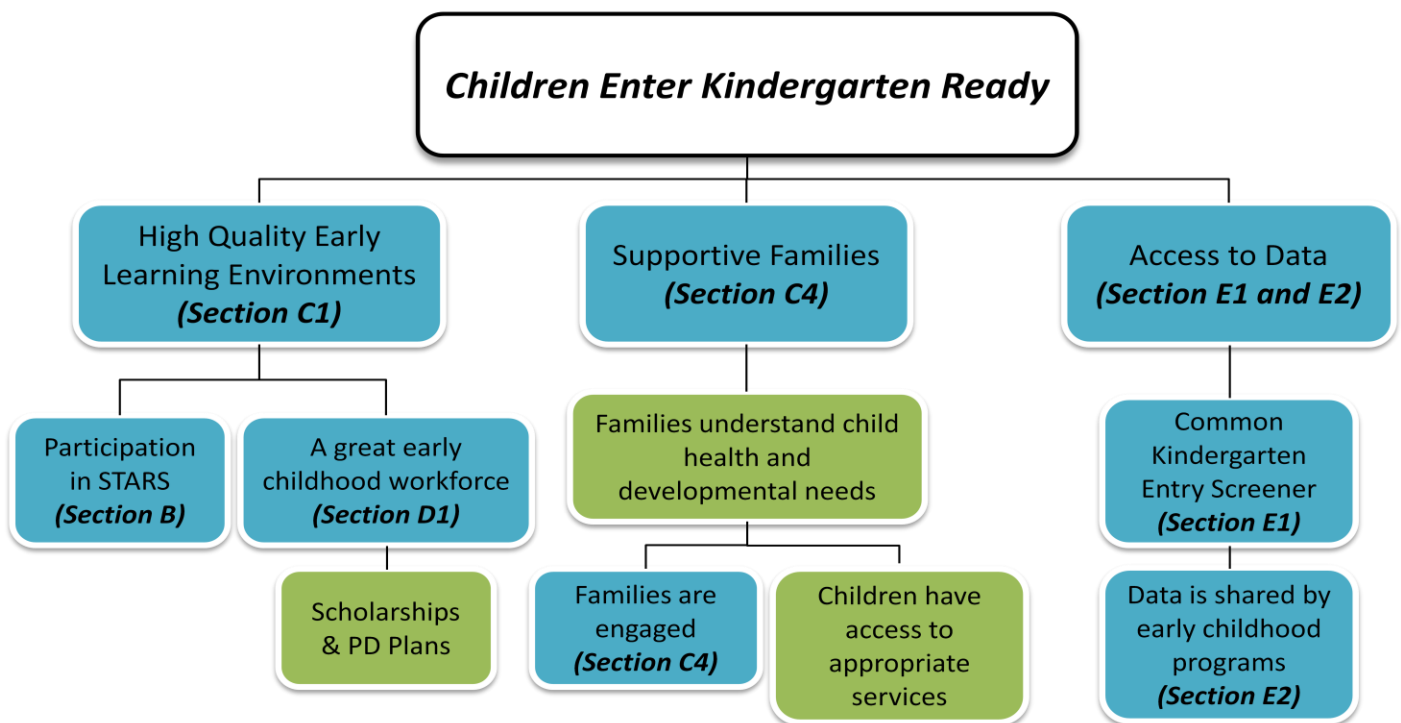 Children Enter Kindergarten Ready
High Quality Early
Learning Environments
(Section C1)
Supportive Families
(Section C4)
Access to Data
(Section E1 and E2)
Participation
in STARS
(Section B)
A great early
childhood workforce
(Section D1)
Families understand child
health and
developmental needs
Common
Kindergarten
Entry Screener
(Section E1)
Scholarships
& PD Plans
Families are
engaged
(Section C4)
Children have
access to
appropriate
services
Data is shared by
early childhood
programs
(Section E2)